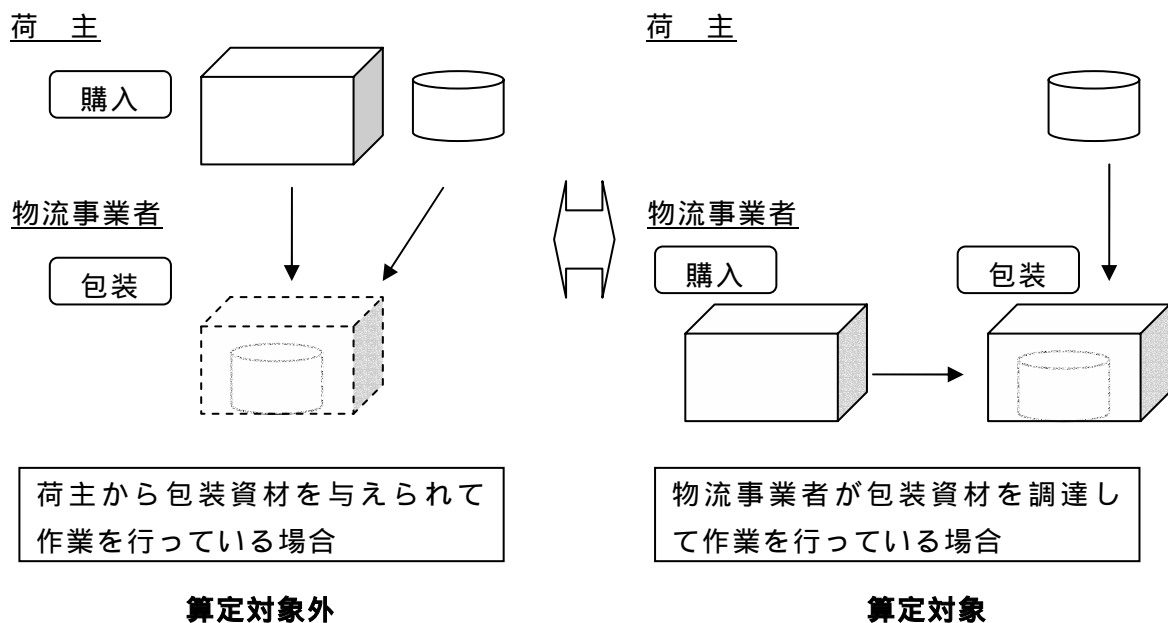 荷　主
購入
物流事業者
包装
荷主から包装資材を与えられて
作業を行っている場合
算定対象外
荷　主
物流事業者
購入
包装
物流事業者が包装資材を調達し
て作業を行っている場合
算定対象